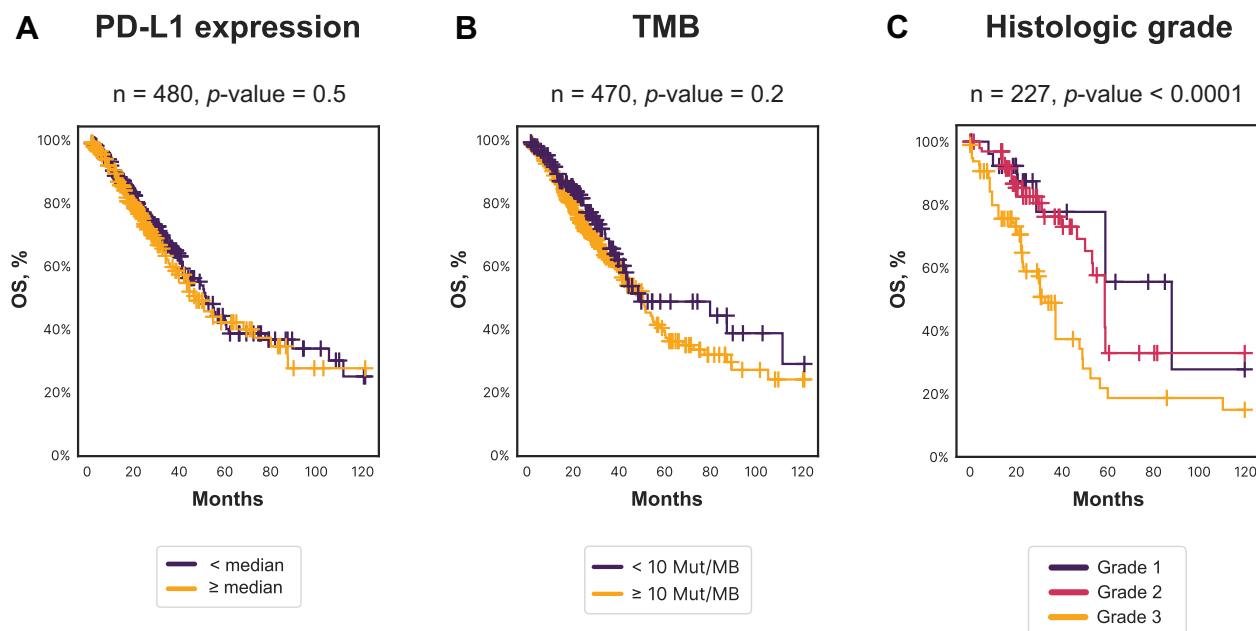 A PD-L1 expression
n = 480, p-value = 0.5
OS, %
100%
80%
60%
40%
20%
0%
0 20 40 60 80 100 120
Months
< median
≥ median
B TMB
n = 470, p-value = 0.2
OS, %
100%
80%
60%
40%
20%
0%
0 20 40 60 80 100 120
Months
< 10 Mut/MB
≥ 10 Mut/MB
C Histologic grade
n = 227, p-value < 0.0001
OS, %
100%
80%
60%
40%
20%
0%
0 20 40 60 80 100 120
Months
Grade 1
Grade 2
Grade 3